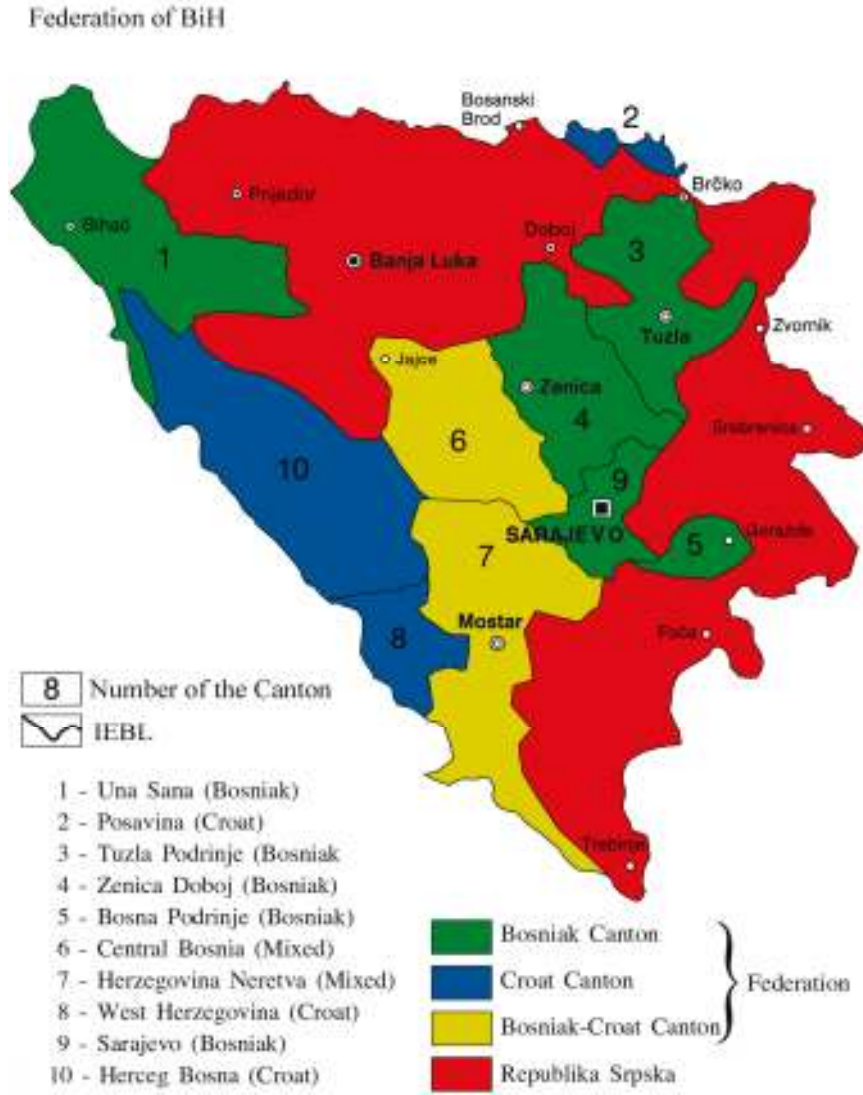 Federation of BiH
Bosanski
Brod
2
Brčko
Prijedor
Bihać
Doboj
3
1
Banja Luka
Tuzla
Zvornik
Jajce
Zenica
4
6
Srebrenica
10
9
SARAJEVO
5
Goražde
7
8
Mostar
Foča
8 Number of the Canton
IEBL
Trebinje
1 - Una Sana (Bosniak)
2 - Posavina (Croat)
3 - Tuzla Podrinje (Bosniak
4 - Zenica Doboj (Bosniak)
5 - Bosna Podrinje (Bosniak)
6 - Central Bosnia (Mixed)
7 - Herzegovina Neretva (Mixed)
8 - West Herzegovina (Croat)
9 - Sarajevo (Bosniak)
10 - Herceg Bosna (Croat)
Bosniak Canton
Croat Canton
Bosniak-Croat Canton
Federation
Republika Srpska